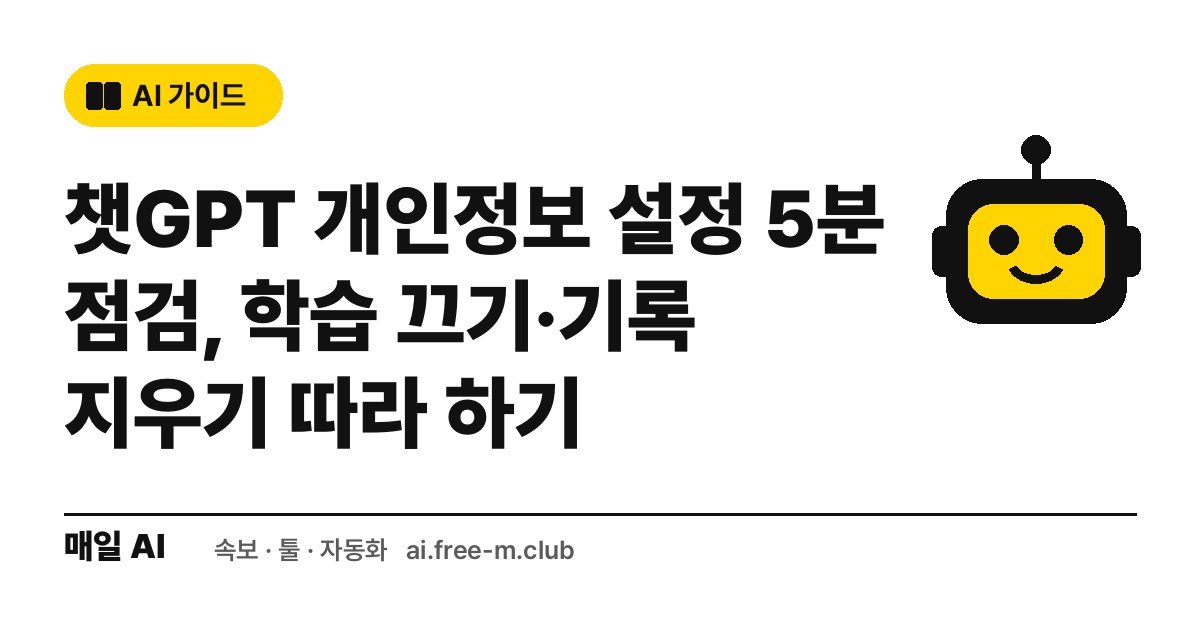 AI 가이드
챗GPT 개인정보 설정 5분
점검, 학습 끄기·기록
지우기 따라 하기
매일 AI 속보 · 툴 · 자동화 ai.free-m.club